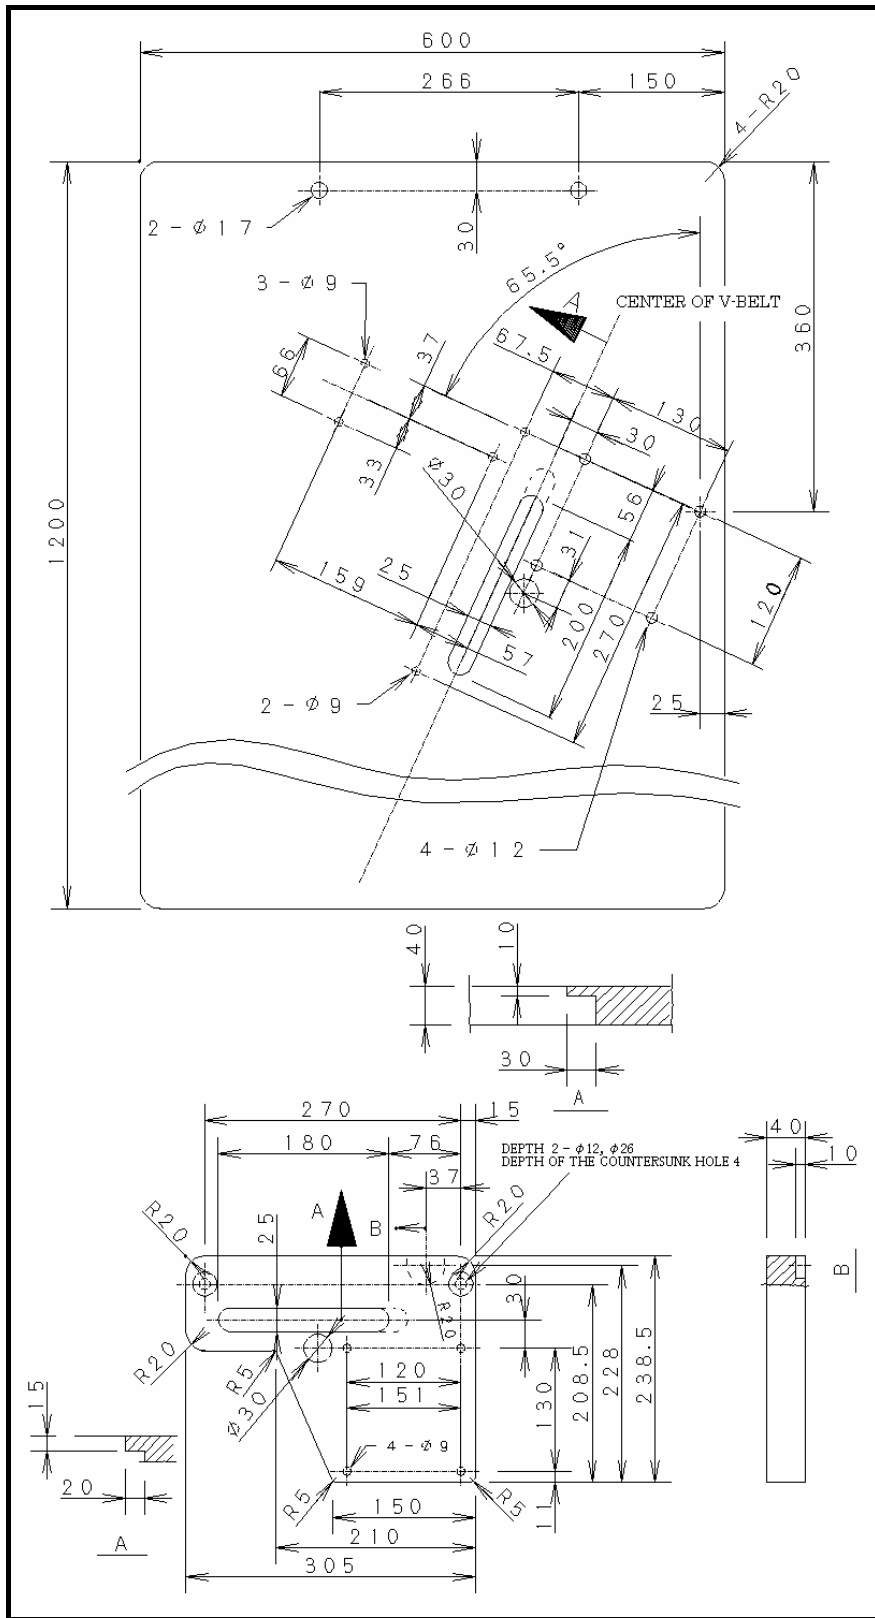 600
266
150
4-R20
2-Ø17
30
65.5°
3-Ø9
A
CENTER OF V-BELT
360
66
37
67.5
130
30
33
Ø30
56
1200
31
25
159
200
270
120
57
2-Ø9
25
4-Ø12
40
10
30
A
270
15
40
180
76
DEPTH 2-φ12, φ26
DEPTH OF THE COUNTERSUNK HOLE 4
10
37
R20
A
R20
25
B
B
30
R20
R20
R5
208.5
228
238.5
120
15
151
130
Ø30
4-Ø9
20
R5
R5
11
150
A
210
305